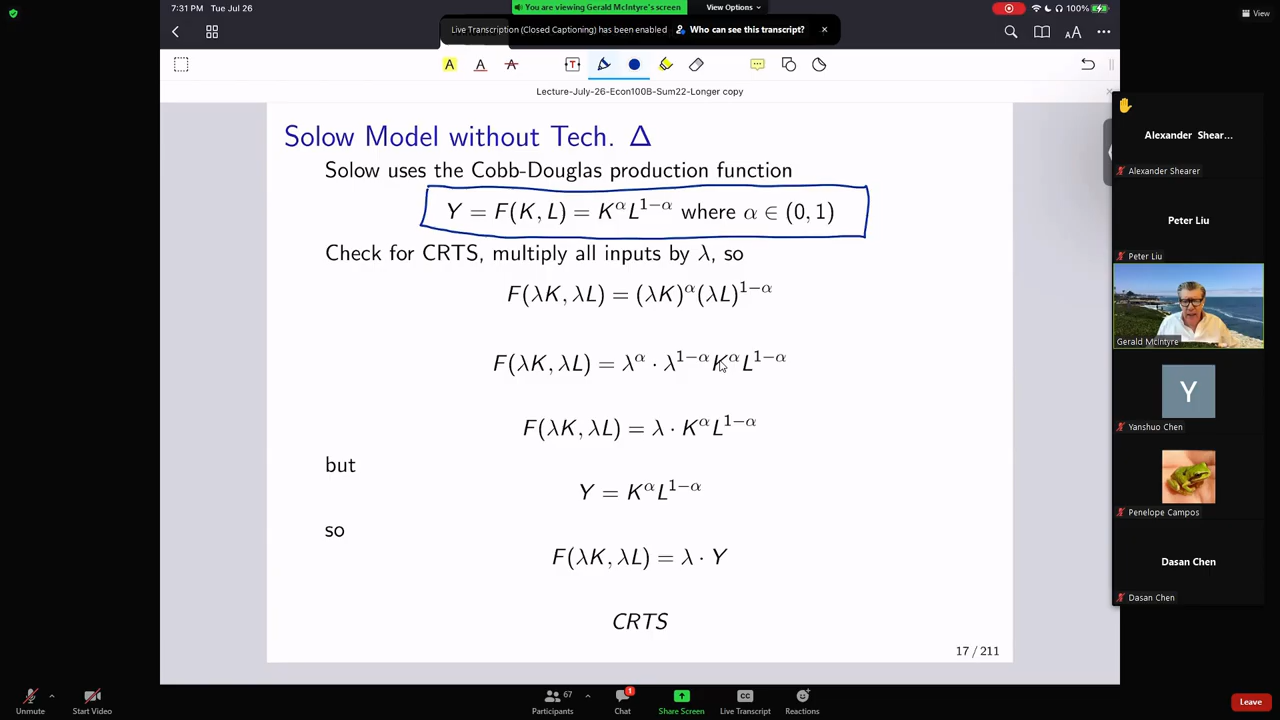 7:31 PM Tue Jul 26
You are viewing Gerald McIntyre's screen
View Options
100%
View
Live Transcription (Closed Captioning) has been enabled
Who can see this transcript?
Lecture-July-26-Econ100B-Sum22-Longer copy
Solow Model without Tech. Δ
Solow uses the Cobb-Douglas production function
Y = F(K, L) = K^α L^{1−α} where α ∈ (0, 1)
Check for CRTS, multiply all inputs by λ, so
F(λK, λL) = (λK)^α (λL)^{1−α}
F(λK, λL) = λ^α · λ^{1−α} K^α L^{1−α}
F(λK, λL) = λ · K^α L^{1−α}
but
Y = K^α L^{1−α}
so
F(λK, λL) = λ · Y
CRTS
17 / 211
Alexander Shear...
Alexander Shearer
Peter Liu
Peter Liu
Gerald McIntyre
Y
Yanshuo Chen
Penelope Campos
Dasan Chen
Dasan Chen
Unmute
Start Video
Participants
67
Chat
1
Share Screen
Live Transcript
Reactions
Leave